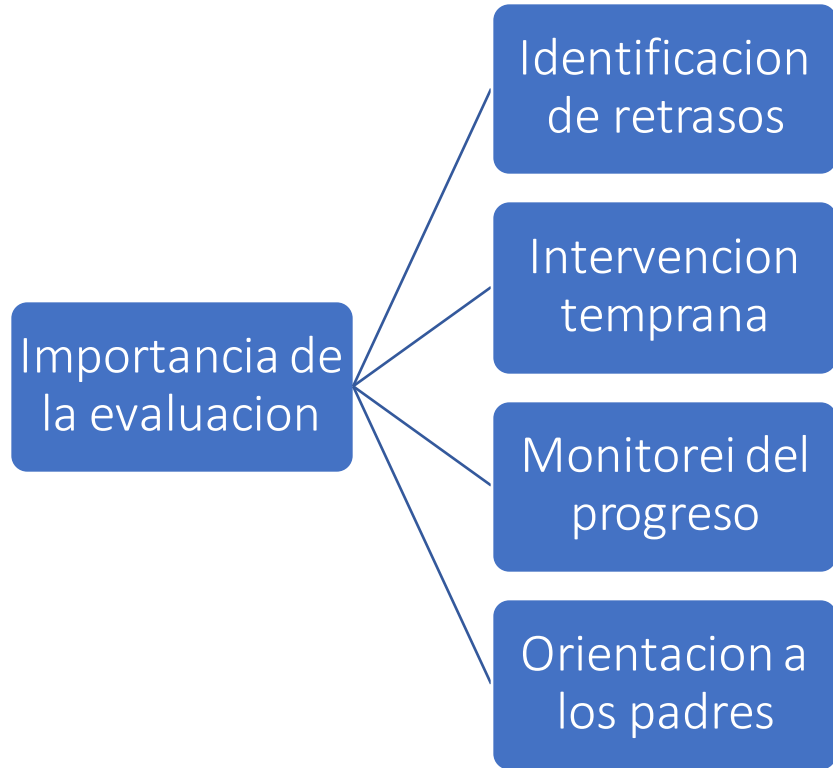 Identificacion
de retrasos
Intervencion
temprana
Importancia de
la evaluacion
Monitorei del
progreso
Orientacion a
los padres